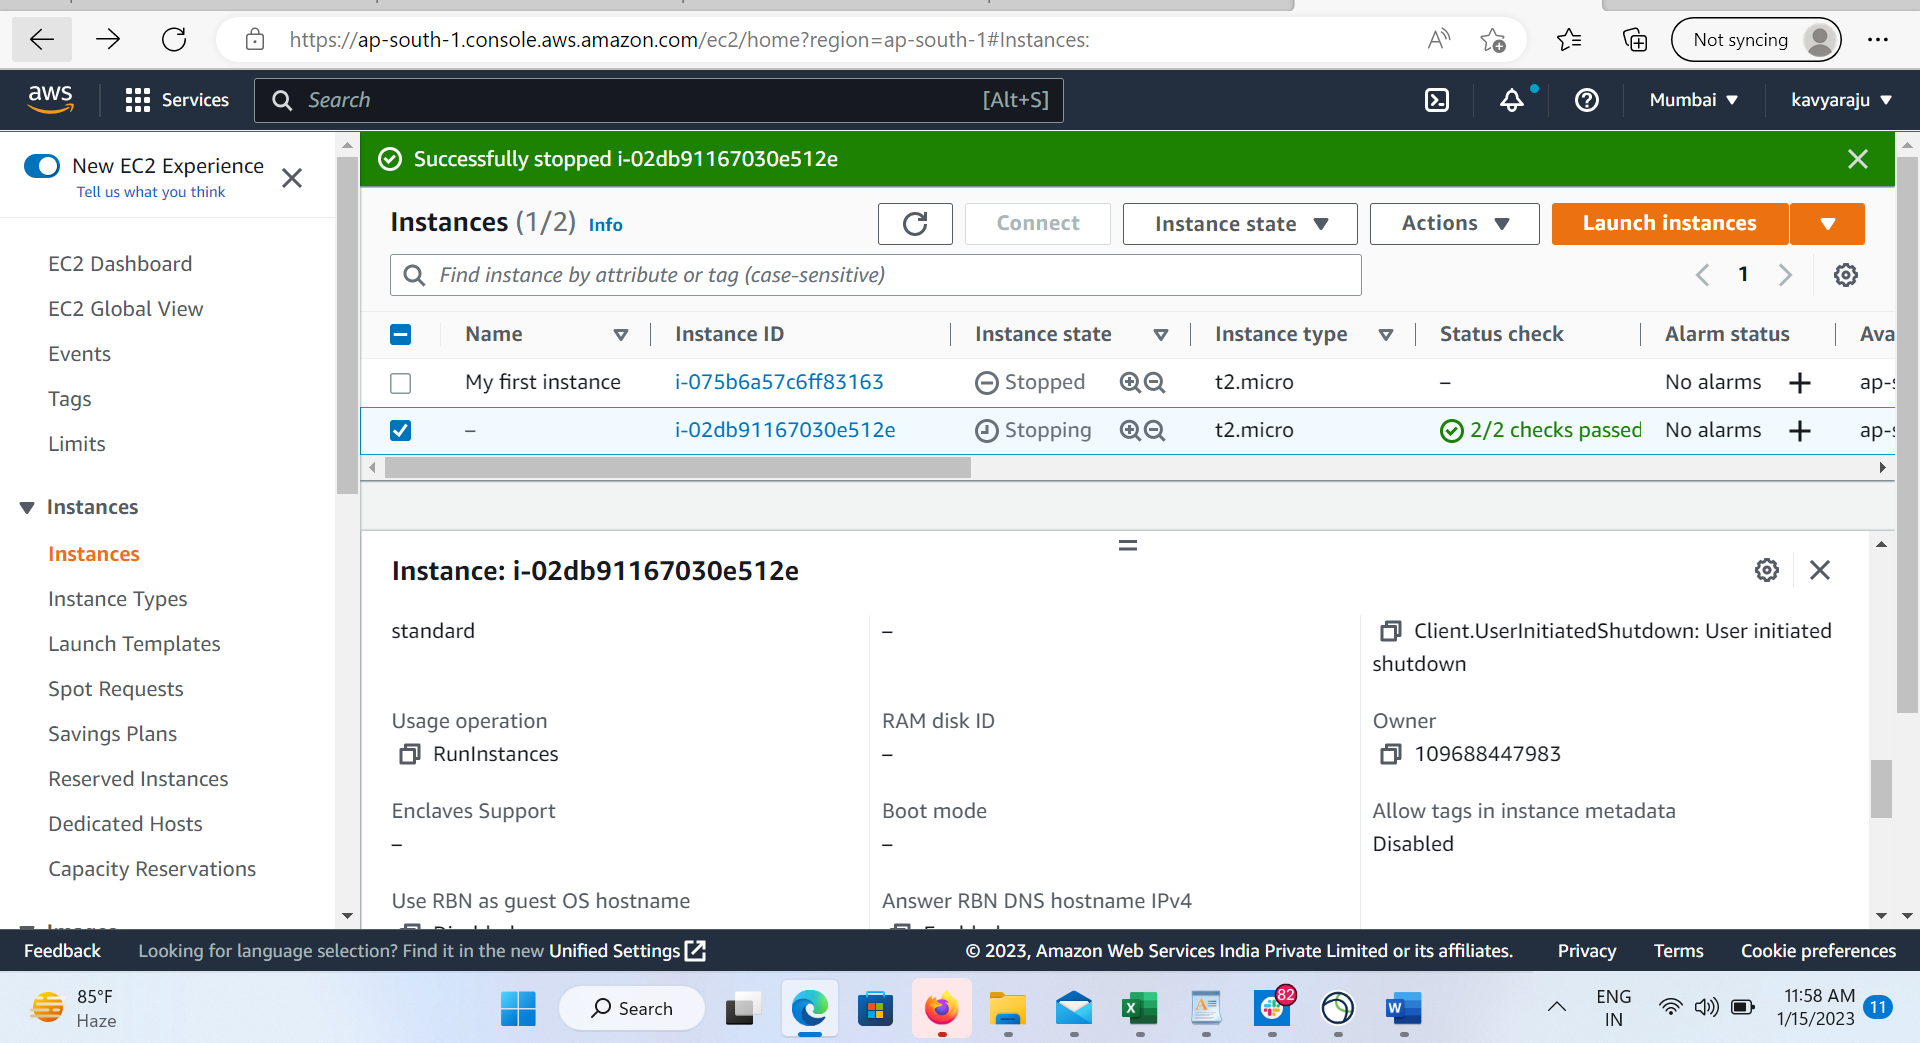 https://ap-south-1.console.aws.amazon.com/ec2/home?region=ap-south-1#Instances:
Not syncing
aws
Services
Search
[Alt+S]
Mumbai
kavyaraju
New EC2 Experience
Tell us what you think
EC2 Dashboard
EC2 Global View
Events
Tags
Limits
Instances
Instances
Instance Types
Launch Templates
Spot Requests
Savings Plans
Reserved Instances
Dedicated Hosts
Capacity Reservations
Successfully stopped i-02db91167030e512e
Instances (1/2) Info
Connect
Instance state
Actions
Launch instances
Find instance by attribute or tag (case-sensitive)
1
Name Instance ID Instance state Instance type Status check Alarm status Ava
My first instance i-075b6a57c6ff83163 Stopped t2.micro – No alarms + ap-s
– i-02db91167030e512e Stopping t2.micro 2/2 checks passed No alarms + ap-s
Instance: i-02db91167030e512e
standard
–
Client.UserInitiatedShutdown: User initiated
shutdown
Usage operation
RunInstances
RAM disk ID
–
Owner
109688447983
Enclaves Support
–
Boot mode
–
Allow tags in instance metadata
Disabled
Use RBN as guest OS hostname
Answer RBN DNS hostname IPv4
Feedback
Looking for language selection? Find it in the new Unified Settings
© 2023, Amazon Web Services India Private Limited or its affiliates.
Privacy
Terms
Cookie preferences
85°F
Haze
Search
82
ENG
IN
11:58 AM
1/15/2023
11